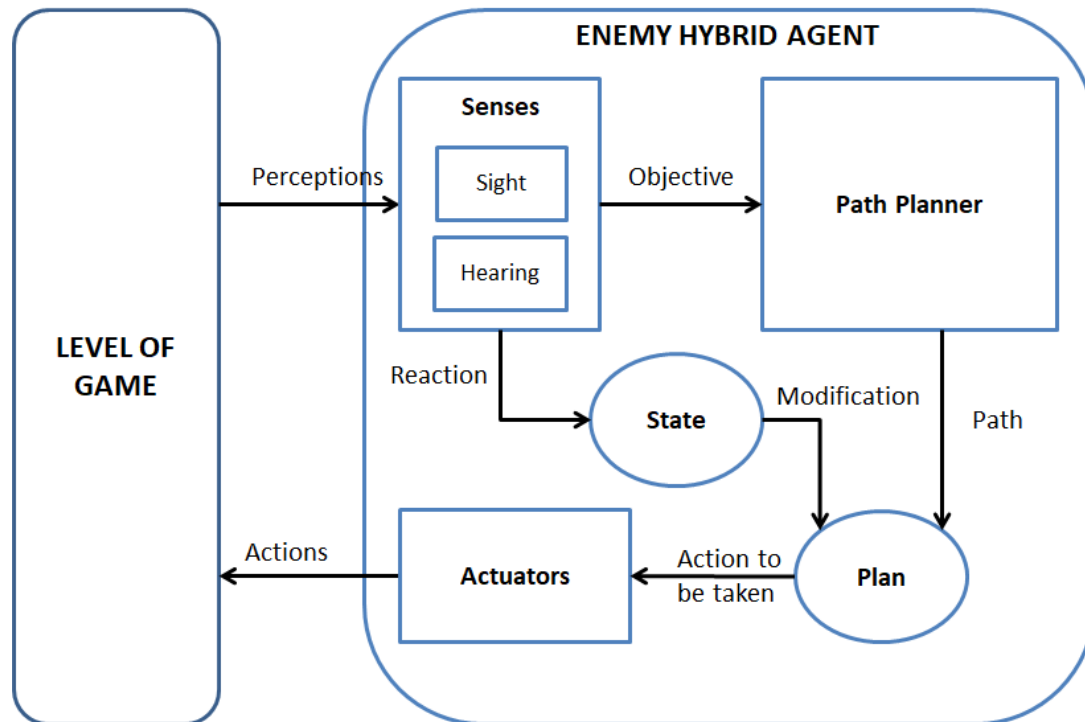 ENEMY HYBRID AGENT
Senses
Sight
Hearing
Perceptions
Objective
Path Planner
LEVEL OF
GAME
Reaction
State
Modification
Path
Actions
Actuators
Action to
be taken
Plan